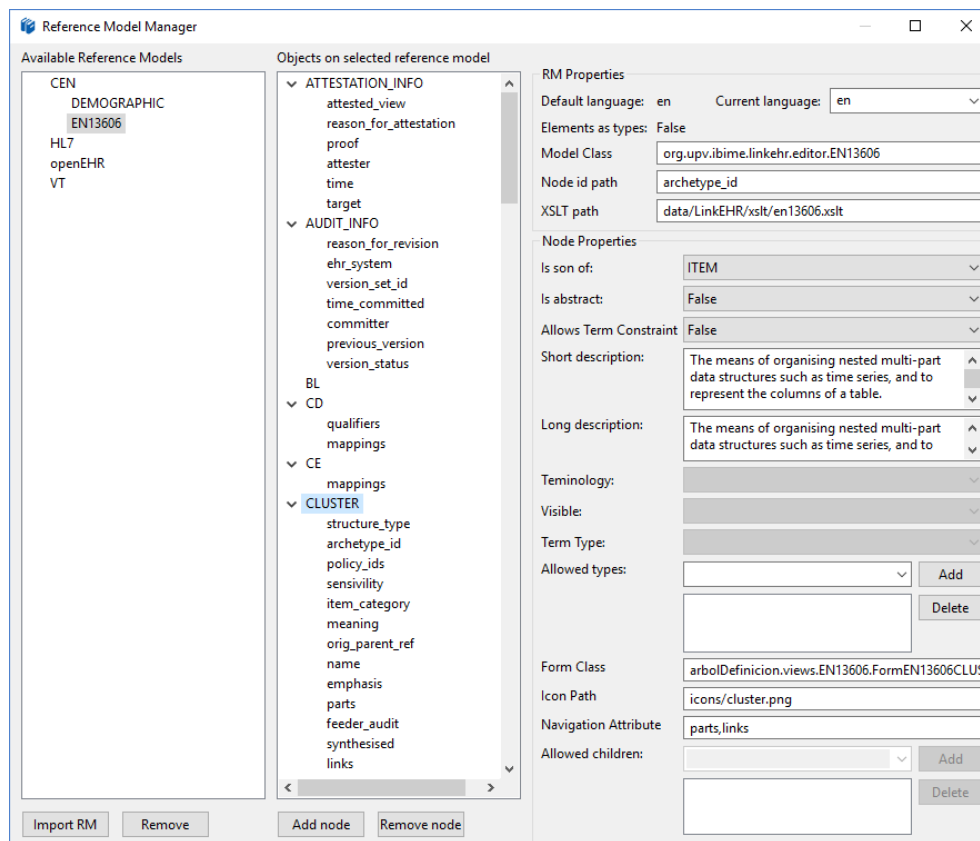 Reference Model Manager
Available Reference Models
CEN
DEMOGRAPHIC
EN13606
HL7
openEHR
VT
Import RM
Remove
Objects on selected reference model
ATTESTATION_INFO
attested_view
reason_for_attestation
proof
attester
time
target
AUDIT_INFO
reason_for_revision
ehr_system
version_set_id
time_committed
committer
previous_version
version_status
BL
CD
qualifiers
mappings
CE
mappings
CLUSTER
structure_type
archetype_id
policy_ids
sensivility
item_category
meaning
orig_parent_ref
name
emphasis
parts
feeder_audit
synthesised
links
Add node
Remove node
RM Properties
Default language: en
Current language: en
Elements as types: False
Model Class org.upv.ibime.linkehr.editor.EN13606
Node id path archetype_id
XSLT path data/LinkEHR/xslt/en13606.xslt
Node Properties
Is son of: ITEM
Is abstract: False
Allows Term Constraint False
Short description: The means of organising nested multi-part
data structures such as time series, and to
represent the columns of a table.
Long description: The means of organising nested multi-part
data structures such as time series, and to
Teminology:
Visible:
Term Type:
Allowed types:
Add
Delete
Form Class arbolDefinicion.views.EN13606.FormEN13606CLUS
Icon Path icons/cluster.png
Navigation Attribute parts,links
Allowed children:
Add
Delete